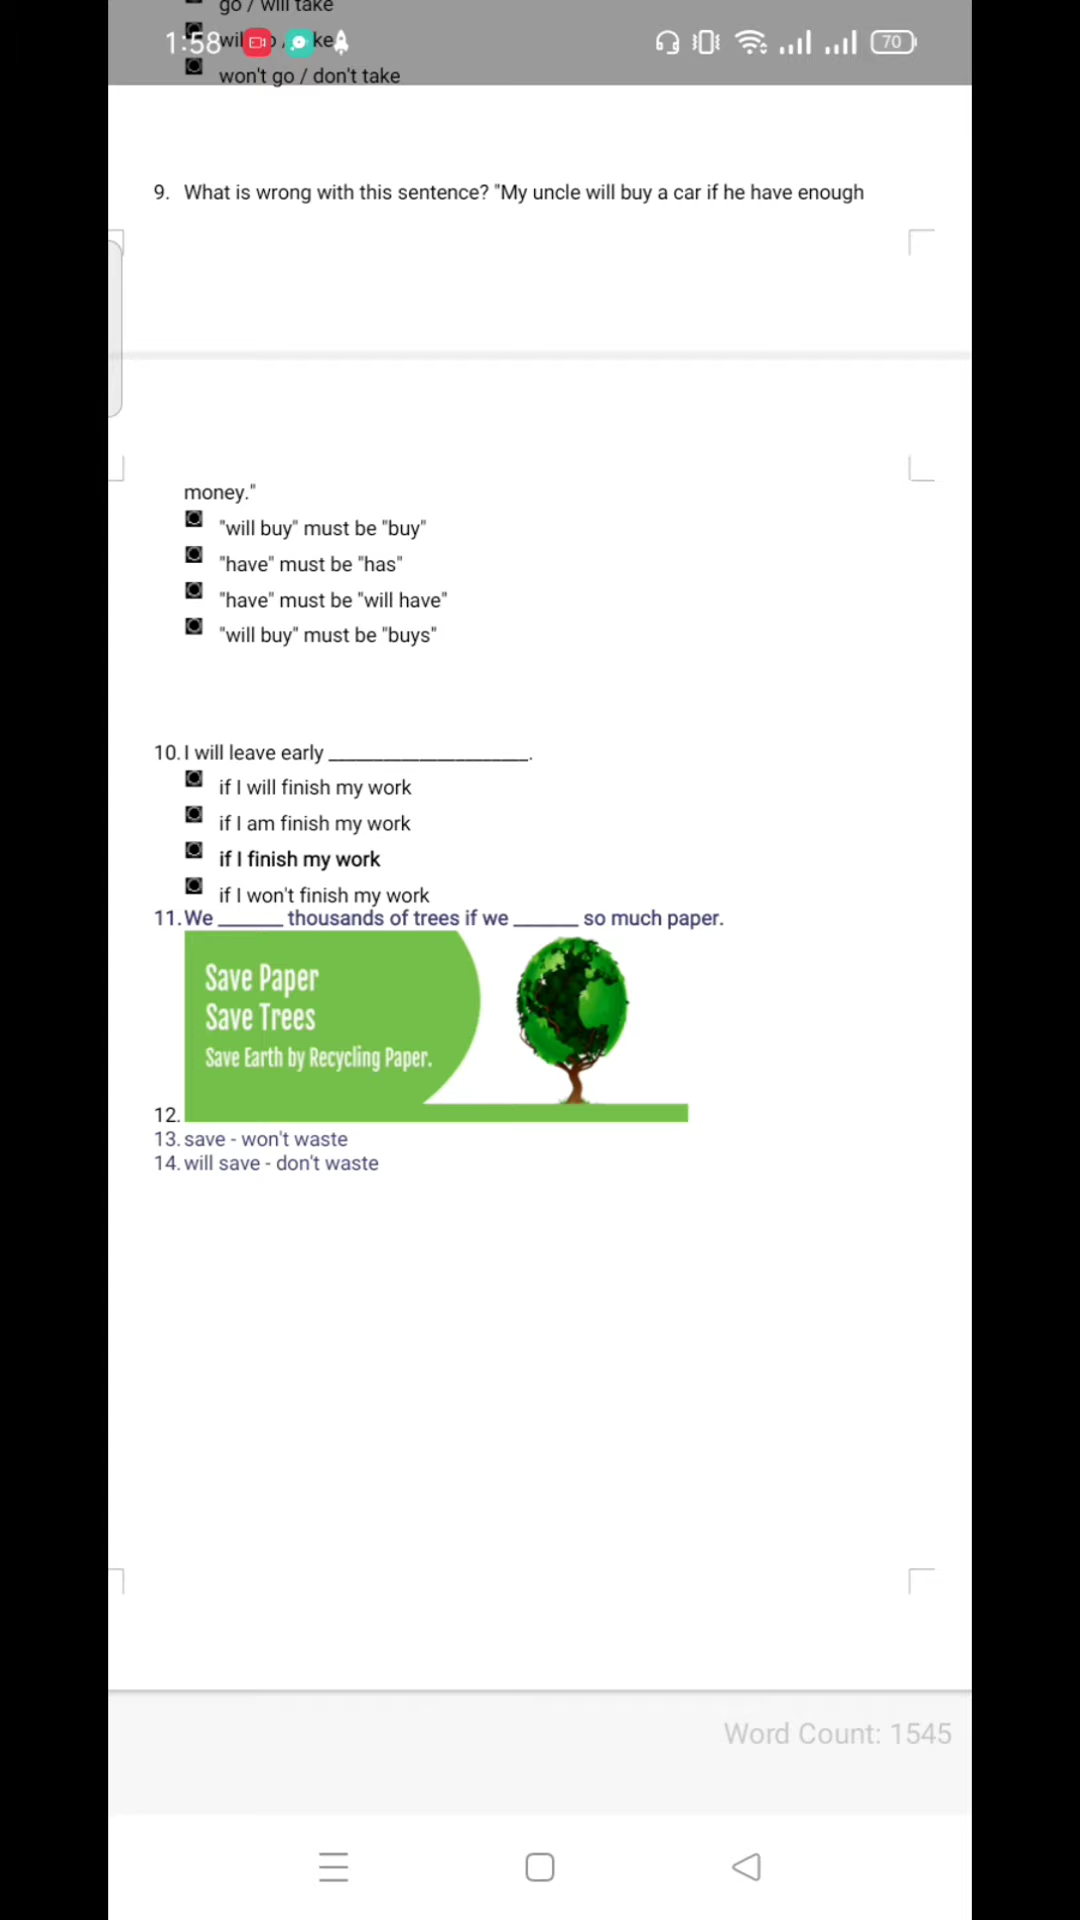 go / will take
1:58
70
won't go / don't take
9. What is wrong with this sentence? "My uncle will buy a car if he have enough
money."
"will buy" must be "buy"
"have" must be "has"
"have" must be "will have"
"will buy" must be "buys"
10. I will leave early ____________________.
if I will finish my work
if I am finish my work
if I finish my work
if I won't finish my work
11. We ______ thousands of trees if we ______ so much paper.
Save Paper
Save Trees
Save Earth by Recycling Paper.
12.
13. save - won't waste
14. will save - don't waste
Word Count: 1545